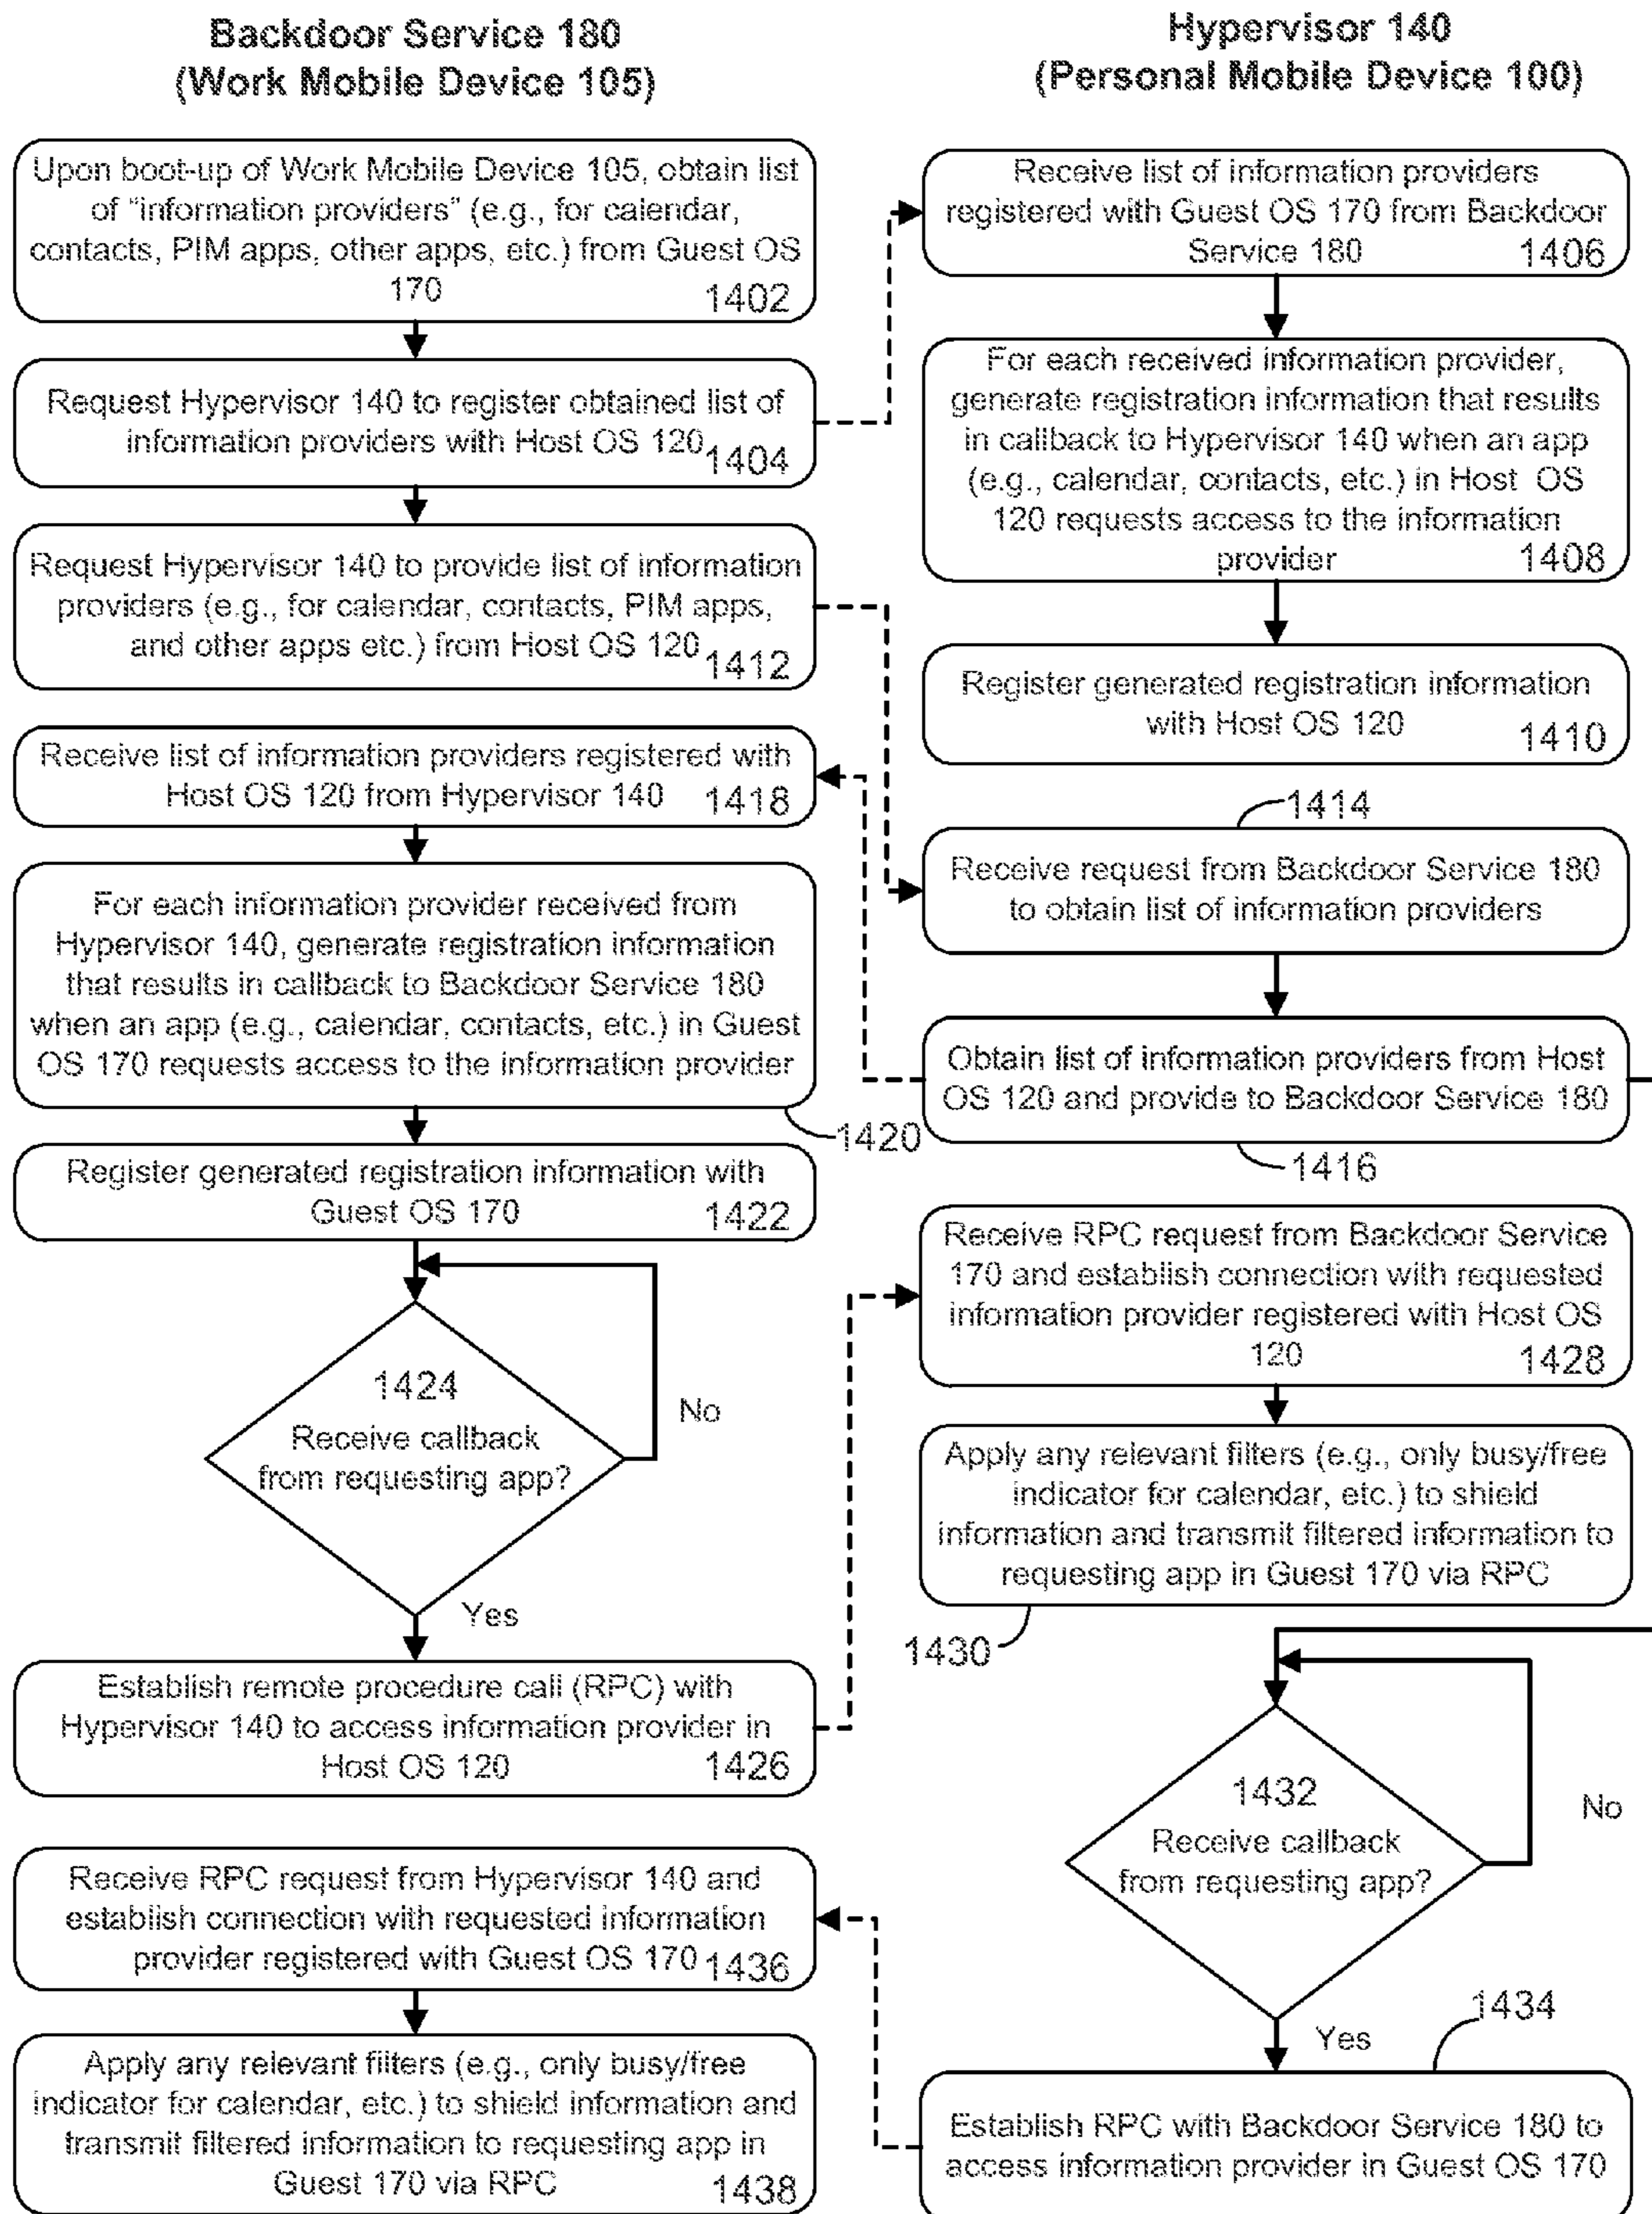 Backdoor Service 180
(Work Mobile Device 105)
Upon boot-up of Work Mobile Device 105, obtain list
of "information providers" (e.g., for calendar,
contacts, PIM apps, other apps, etc.) from Guest OS
170
1402
Request Hypervisor 140 to register obtained list of
information providers with Host OS 120
1404
Request Hypervisor 140 to provide list of information
providers (e.g., for calendar, contacts, PIM apps,
and other apps etc.) from Host OS 120
1412
Receive list of information providers registered with
Host OS 120 from Hypervisor 140
1418
For each information provider received from
Hypervisor 140, generate registration information
that results in callback to Backdoor Service 180
when an app (e.g., calendar, contacts, etc.) in Guest
OS 170 requests access to the information provider
1420
Register generated registration information with
Guest OS 170
1422
1424
Receive callback
from requesting app?
No
Yes
Establish remote procedure call (RPC) with
Hypervisor 140 to access information provider in
Host OS 120
1426
Receive RPC request from Hypervisor 140 and
establish connection with requested information
provider registered with Guest OS 170
1436
Apply any relevant filters (e.g., only busy/free
indicator for calendar, etc.) to shield information and
transmit filtered information to requesting app in
Guest 170 via RPC
1438
Hypervisor 140
(Personal Mobile Device 100)
Receive list of information providers
registered with Guest OS 170 from Backdoor
Service 180
1406
For each received information provider,
generate registration information that results
in callback to Hypervisor 140 when an app
(e.g., calendar, contacts, etc.) in Host OS
120 requests access to the information
provider
1408
Register generated registration information
with Host OS 120
1410
1414
Receive request from Backdoor Service 180
to obtain list of information providers
Obtain list of information providers from Host
OS 120 and provide to Backdoor Service 180
1416
Receive RPC request from Backdoor Service
170 and establish connection with requested
information provider registered with Host OS
120
1428
Apply any relevant filters (e.g., only busy/free
indicator for calendar, etc.) to shield
information and transmit filtered information to
requesting app in Guest 170 via RPC
1430
1432
Receive callback
from requesting app?
No
Yes
1434
Establish RPC with Backdoor Service 180 to
access information provider in Guest OS 170